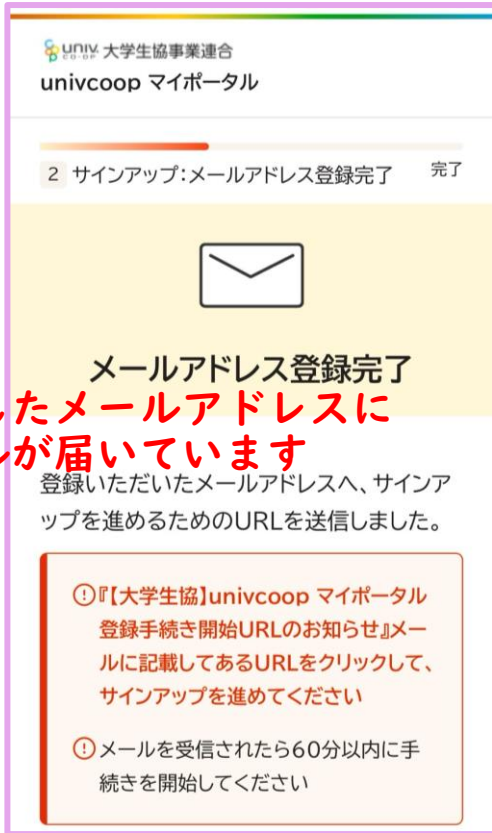 univ. CO-OP 大学生協事業連合
univcoop マイポータル
2 サインアップ:メールアドレス登録完了 完了
メールアドレス登録完了
たメールアドレスに
が届いています
登録いただいたメールアドレスへ、サインア
ップを進めるためのURLを送信しました。
『【大学生協】univcoop マイポータル
登録手続き開始URLのお知らせ』メー
ルに記載してあるURLをクリックして、
サインアップを進めてください
メールを受信されたら60分以内に手
続きを開始してください